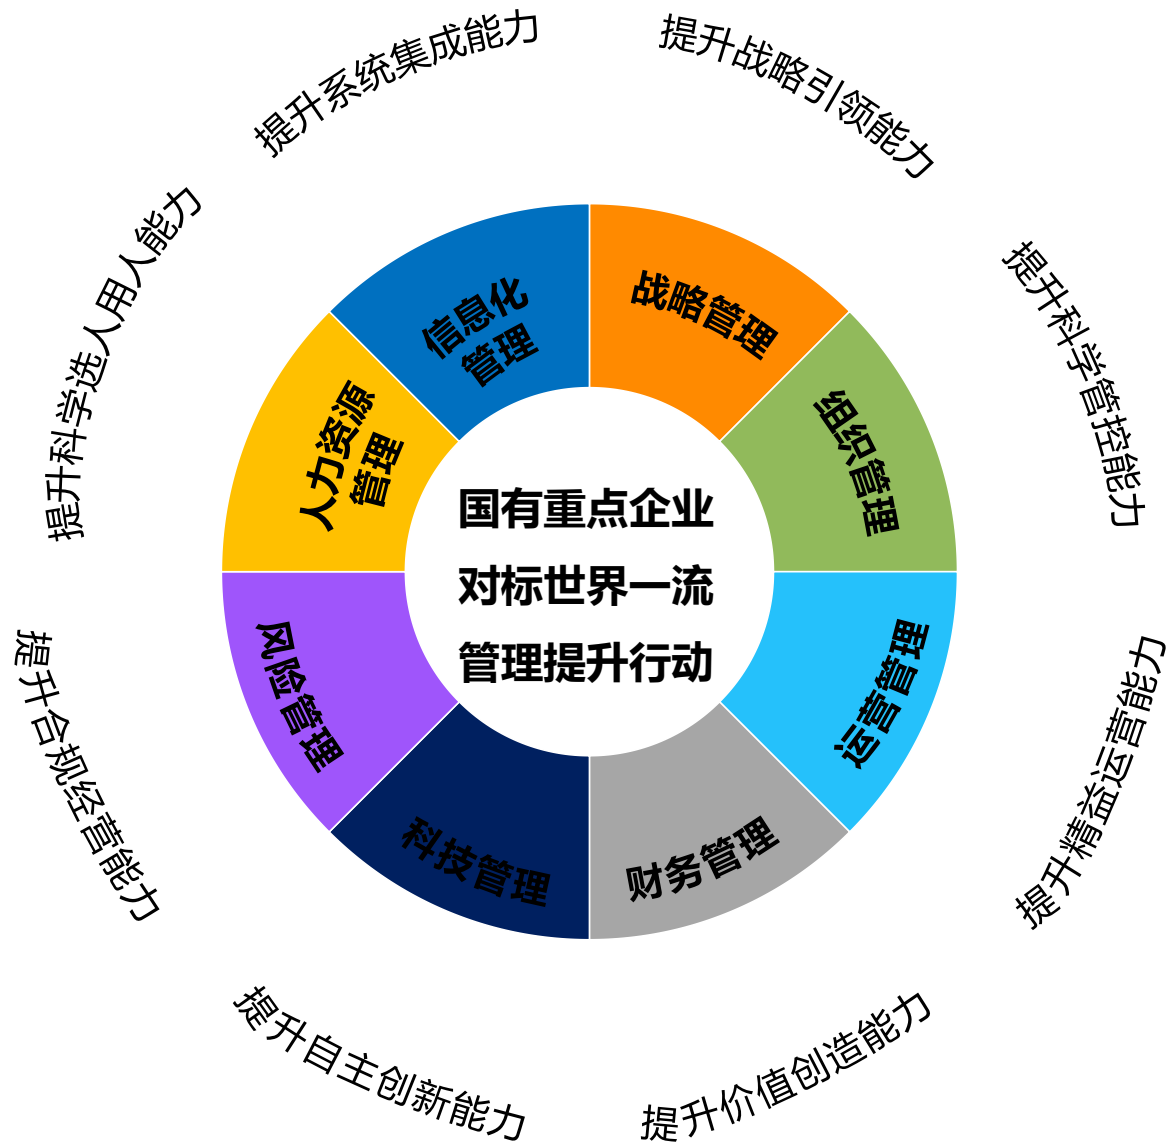 提升战略引领能力
提升科学管控能力
提升精益运营能力
提升价值创造能力
提升自主创新能力
提升合规经营能力
提升科学选人用人能力
提升系统集成能力
战略管理
组织管理
运营管理
财务管理
科技管理
风险管理
人力资源
管理
信息化
管理
国有重点企业
对标世界一流
管理提升行动